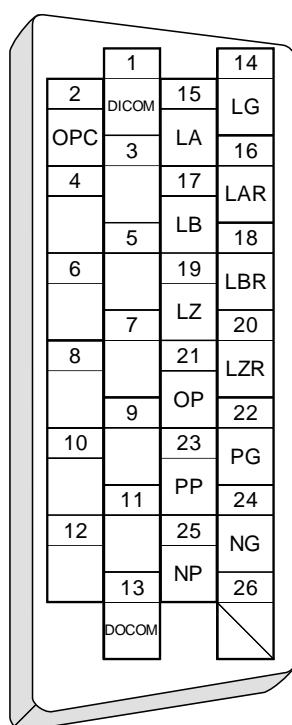 1 14
2 15
DICOM LG
OPC LA
3 16
4 17
LAR
LB
5 18
6 19
LBR
LZ
7 20
8 21
LZR
OP
9 22
10 23
PG
PP
11 24
12 25
NG
NP
13 26
DOCOM